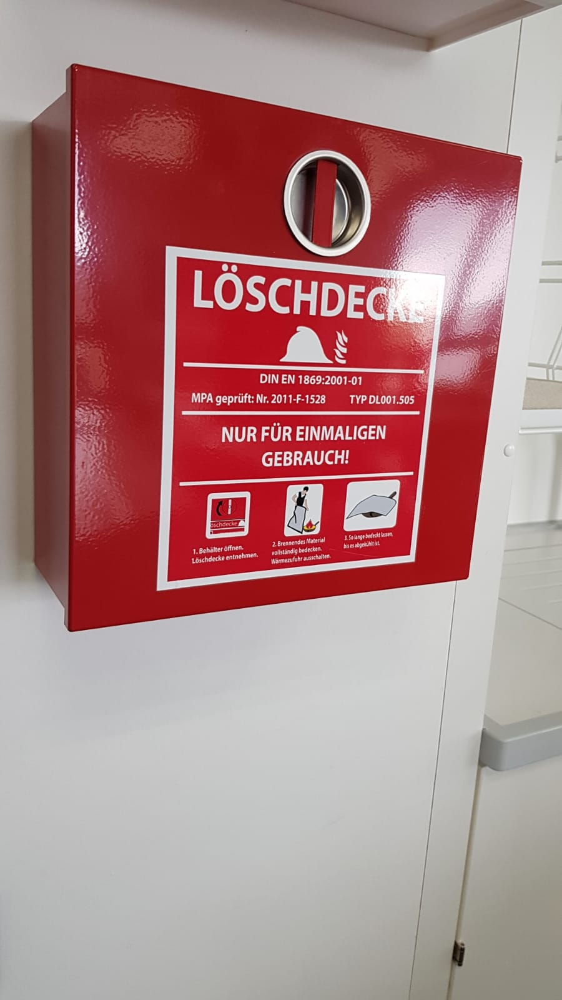 LÖSCHDECKE
DIN EN 1869:2001-01
MPA geprüft: Nr. 2011-F-1528 TYP DL001.505
NUR FÜR EINMALIGEN
GEBRAUCH!
öschdecke
1. Behälter öffnen.
Löschdecke entnehmen.
2. Brennendes Material
vollständig bedecken.
Wärmezufuhr ausschalten.
3. So lange bedeckt lassen,
bis es abgekühlt ist.